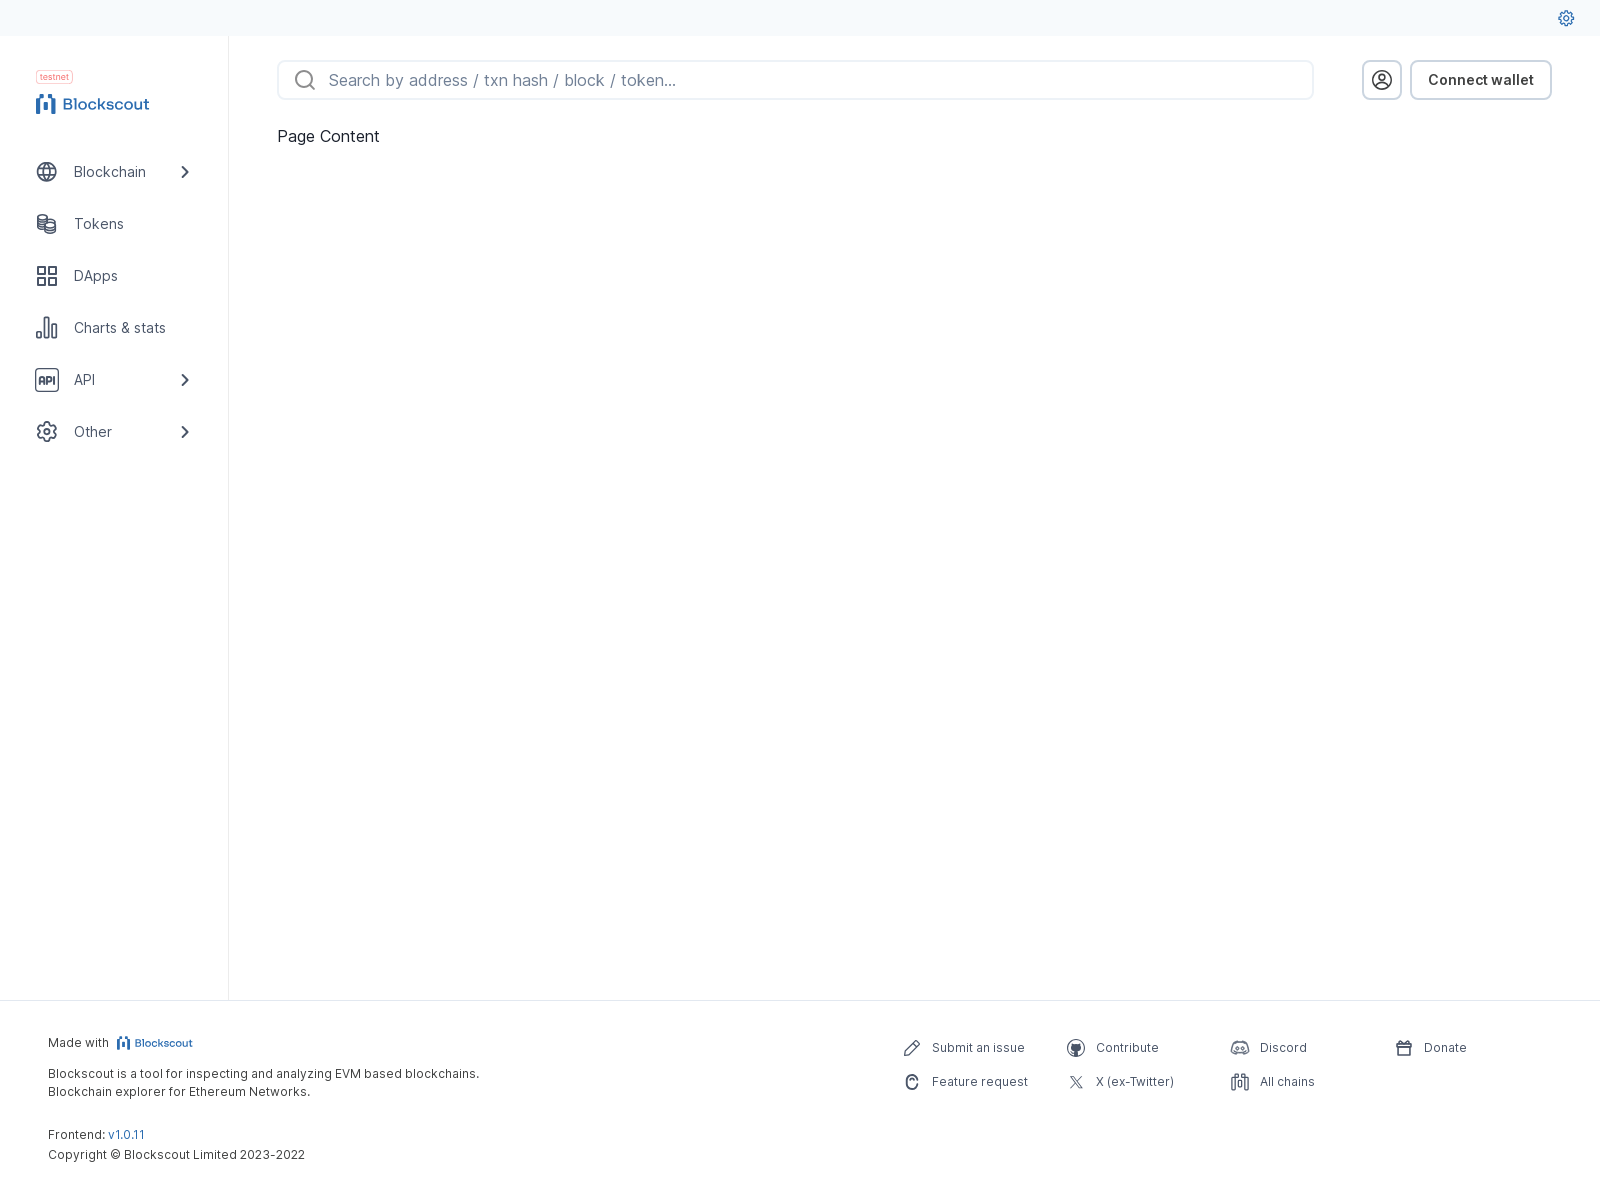 testnet
Blockscout
Search by address / txn hash / block / token...
Connect wallet
Page Content
Blockchain
Tokens
DApps
Charts & stats
API
API
Other
Made with Blockscout
Blockscout is a tool for inspecting and analyzing EVM based blockchains.
Blockchain explorer for Ethereum Networks.
Frontend: v1.0.11
Copyright © Blockscout Limited 2023-2022
Submit an issue
Contribute
Discord
Donate
Feature request
X (ex-Twitter)
All chains